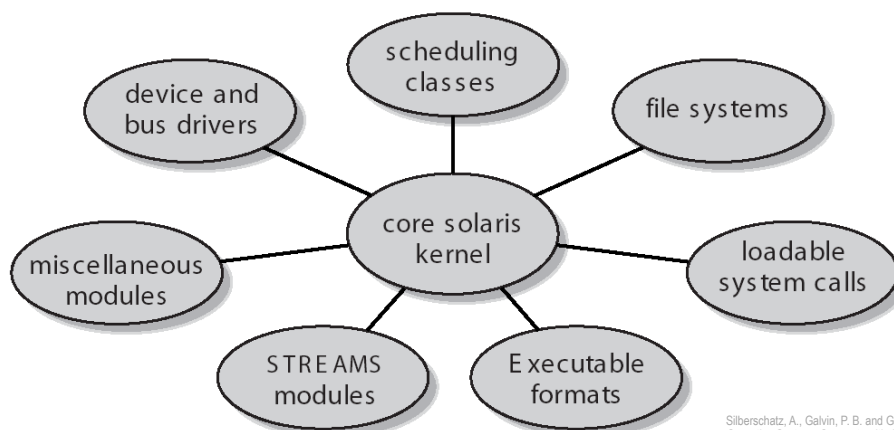 scheduling
classes
device and
bus drivers
file systems
core solaris
kernel
miscellaneous
modules
loadable
system calls
STREAMS
modules
Executable
formats
Silberschatz, A., Galvin, P. B. and G